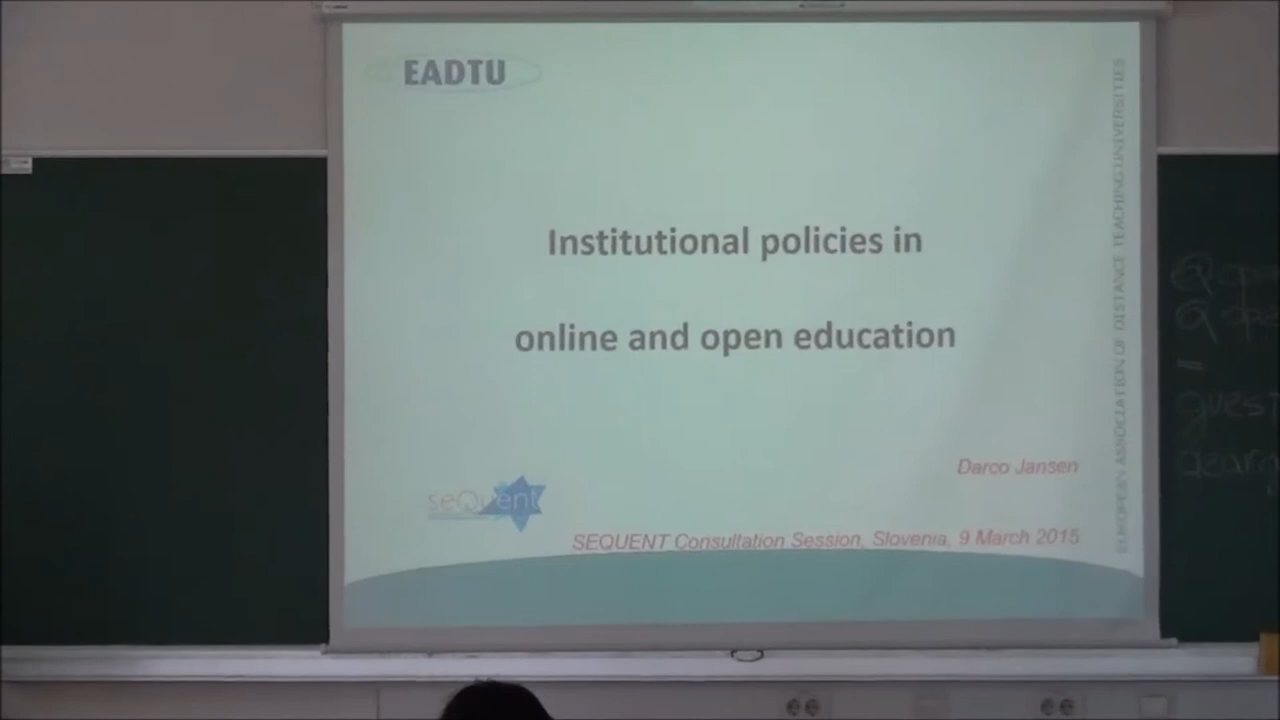 EADTU
EUROPEAN ASSOCIATION OF DISTANCE TEACHING UNIVERSITIES
Institutional policies in
online and open education
Darco Jansen
seQuent
SEQUENT Consultation Session, Slovenia, 9 March 2015